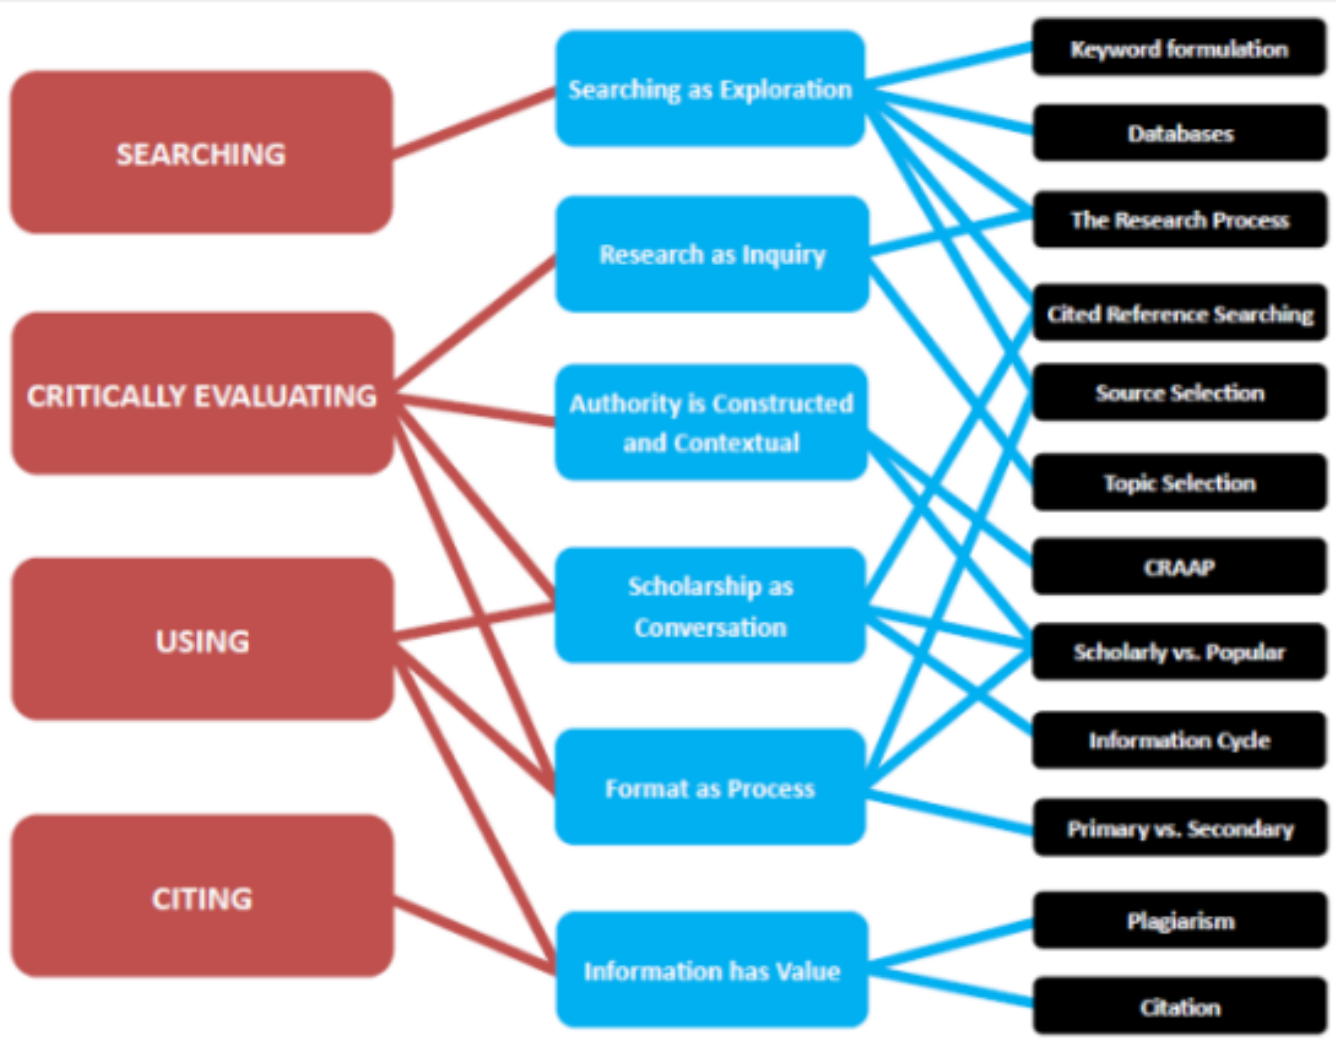 SEARCHING
CRITICALLY EVALUATING
USING
CITING
Searching as Exploration
Research as Inquiry
Authority is Constructed
and Contextual
Scholarship as
Conversation
Format as Process
Information has Value
Keyword formulation
Databases
The Research Process
Cited Reference Searching
Source Selection
Topic Selection
CRAAP
Scholarly vs. Popular
Information Cycle
Primary vs. Secondary
Plagiarism
Citation